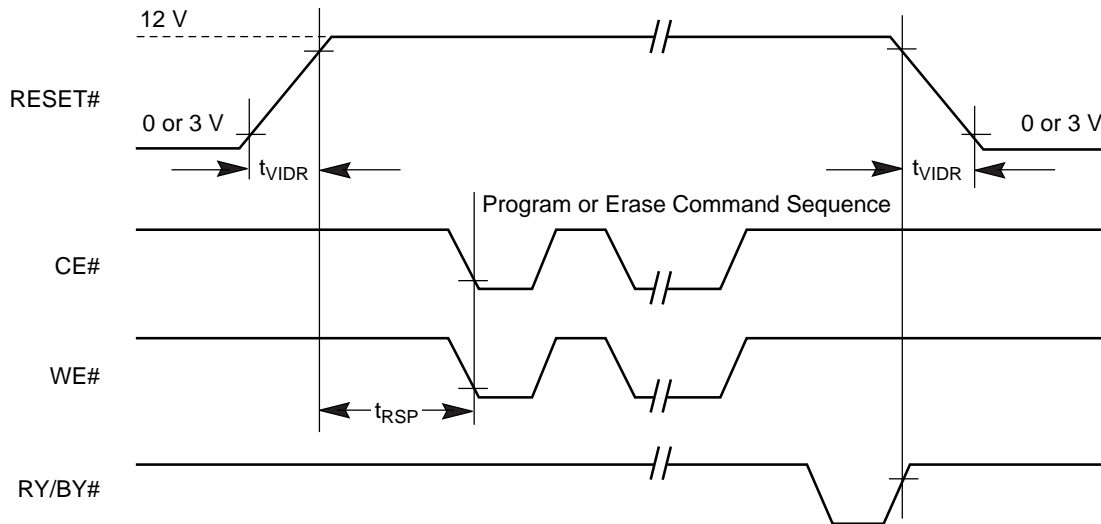 12 V
RESET#
0 or 3 V
0 or 3 V
tVIDR
tVIDR
Program or Erase Command Sequence
CE#
WE#
tRSP
RY/BY#